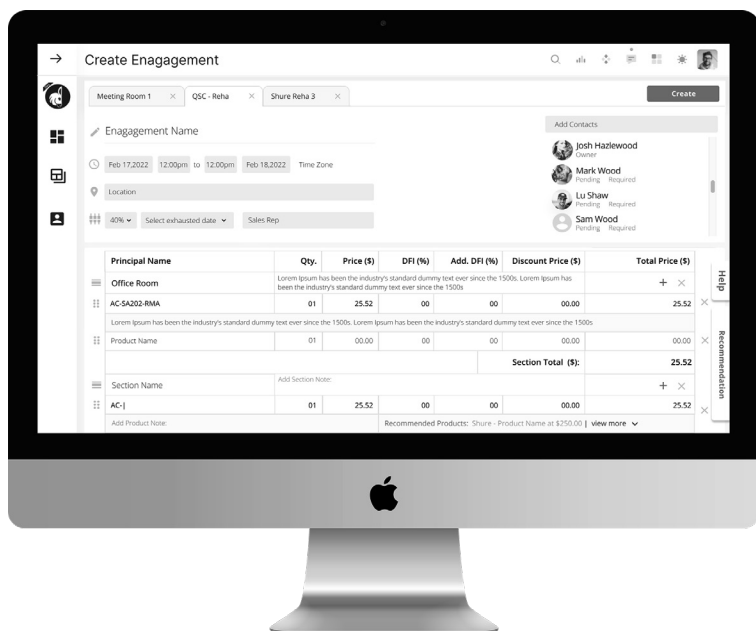 Create Enagagement
Meeting Room 1 × QSC - Reha × Shure Reha 3 ×
Create
Enagagement Name
Feb 17,2022 12:00pm to 12:00pm Feb 18,2022 Time Zone
Location
40% Select exhausted date Sales Rep
Add Contacts
Josh Hazlewood
Owner
Mark Wood
Pending Required
Lu Shaw
Pending Required
Sam Wood
Pending Required
Principal Name Qty. Price ($) DFI (%) Add. DFI (%) Discount Price ($) Total Price ($)
Office Room Lorem Ipsum has been the industry's standard dummy text ever since the 1500s. Lorem Ipsum has
been the industry's standard dummy text ever since the 1500s
AC-SA202-RMA 01 25.52 00 00 00.00 25.52
Lorem Ipsum has been the industry's standard dummy text ever since the 1500s. Lorem Ipsum has been the industry's standard dummy text ever since the 1500s
Product Name 01 00.00 00 00 00.00 00.00
Section Total ($): 25.52
Section Name Add Section Note:
AC-| 01 25.52 00 00 00.00 25.52
Add Product Note: Recommended Products: Shure - Product Name at $250.00 | view more
Help
Recommendation